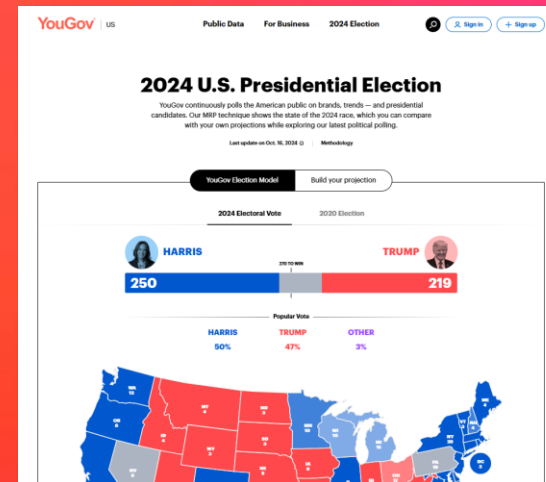 YouGov US Public Data For Business 2024 Election Sign in + Sign up
2024 U.S. Presidential Election
YouGov continuously polls the American public on brands, trends — and presidential
candidates. Our MRP technique shows the state of the 2024 race, which you can compare
with your own projections while exploring our latest political polling.
Last update on Oct. 16, 2024 Methodology
YouGov Election Model Build your projection
2024 Electoral Vote 2020 Election
HARRIS TRUMP
270 TO WIN
250 219
Popular Vote
HARRIS TRUMP OTHER
50% 47% 3%